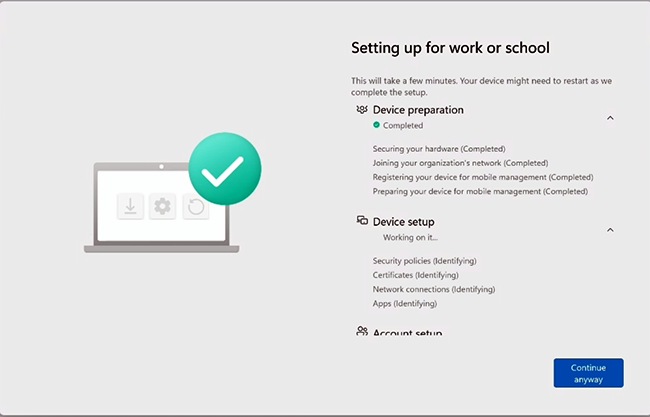 Setting up for work or school
This will take a few minutes. Your device might need to restart as we
complete the setup.
Device preparation
Completed
Securing your hardware (Completed)
Joining your organization's network (Completed)
Registering your device for mobile management (Completed)
Preparing your device for mobile management (Completed)
Device setup
Working on it...
Security policies (Identifying)
Certificates (Identifying)
Network connections (Identifying)
Apps (Identifying)
Account setup
Continue
anyway